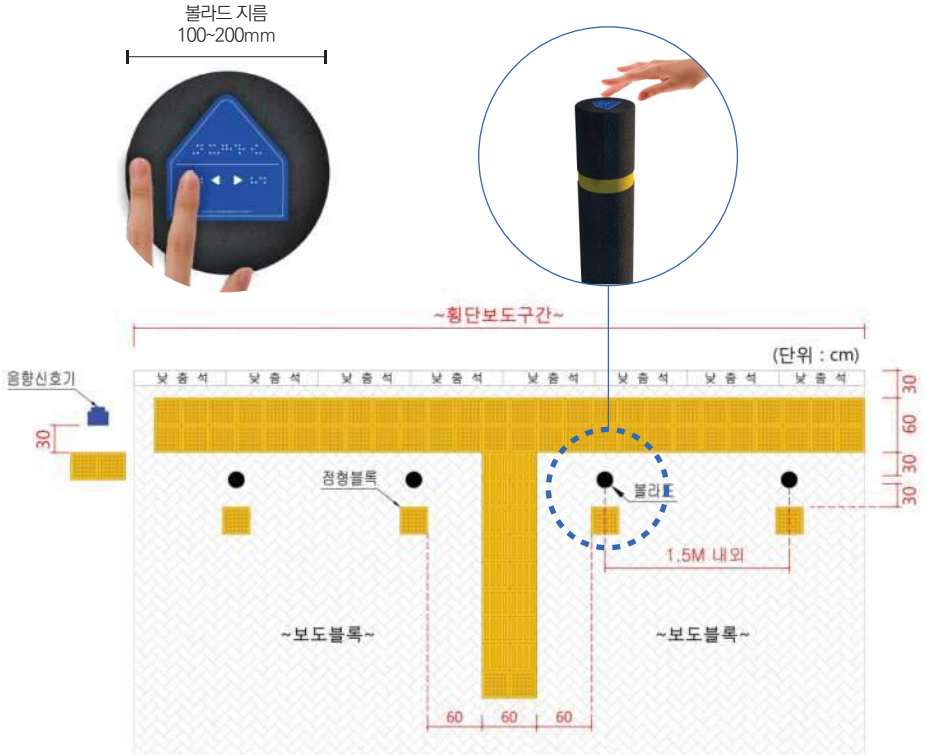 볼라드 지름
100~200mm
~횡단보도구간~
(단위 : cm)
음향신호기
낮춤석 낮춤석 낮춤석 낮춤석 낮춤석 낮춤석 낮춤석 낮춤석
30
60
30
30
30
점형블록
볼라드
1.5M 내외
~보도블록~
~보도블록~
60
60
60